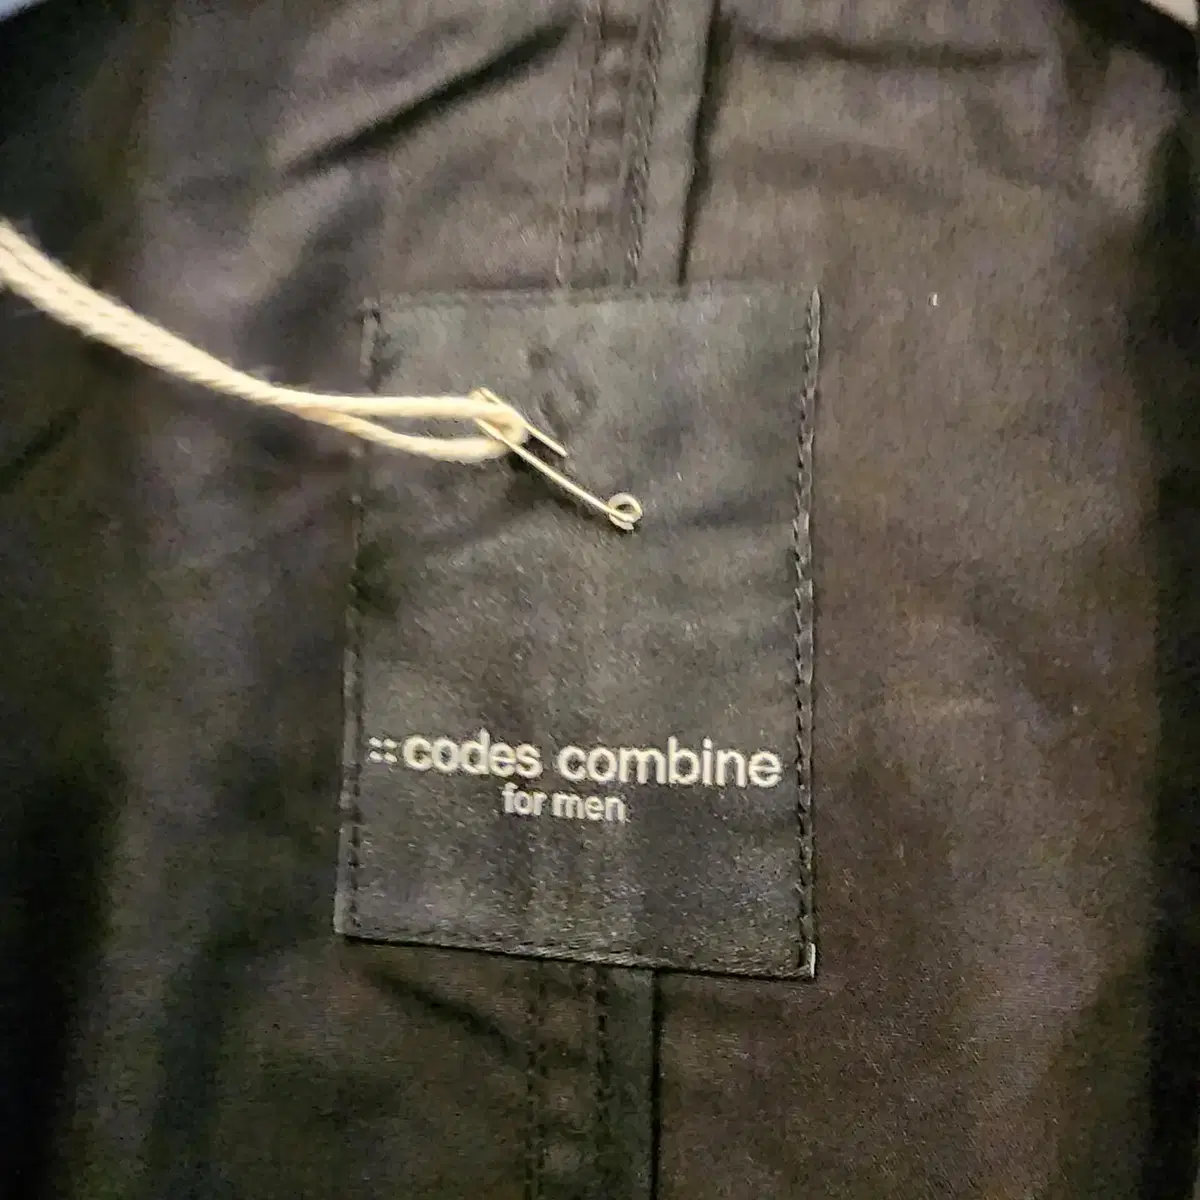 ::codes combine
for men